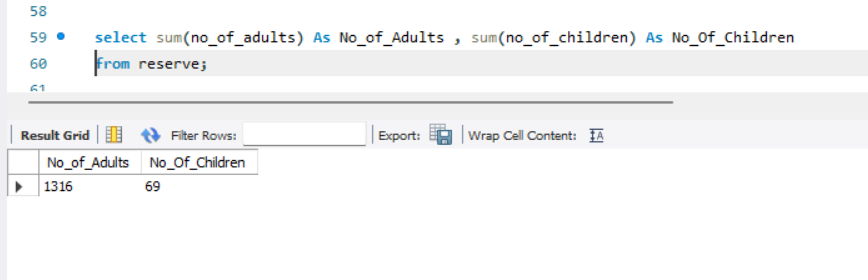 58
59 select sum(no_of_adults) As No_of_Adults , sum(no_of_children) As No_Of_Children
60 from reserve;
61
Result Grid Filter Rows: Export: Wrap Cell Content: IA
No_of_Adults No_Of_Children
1316 69